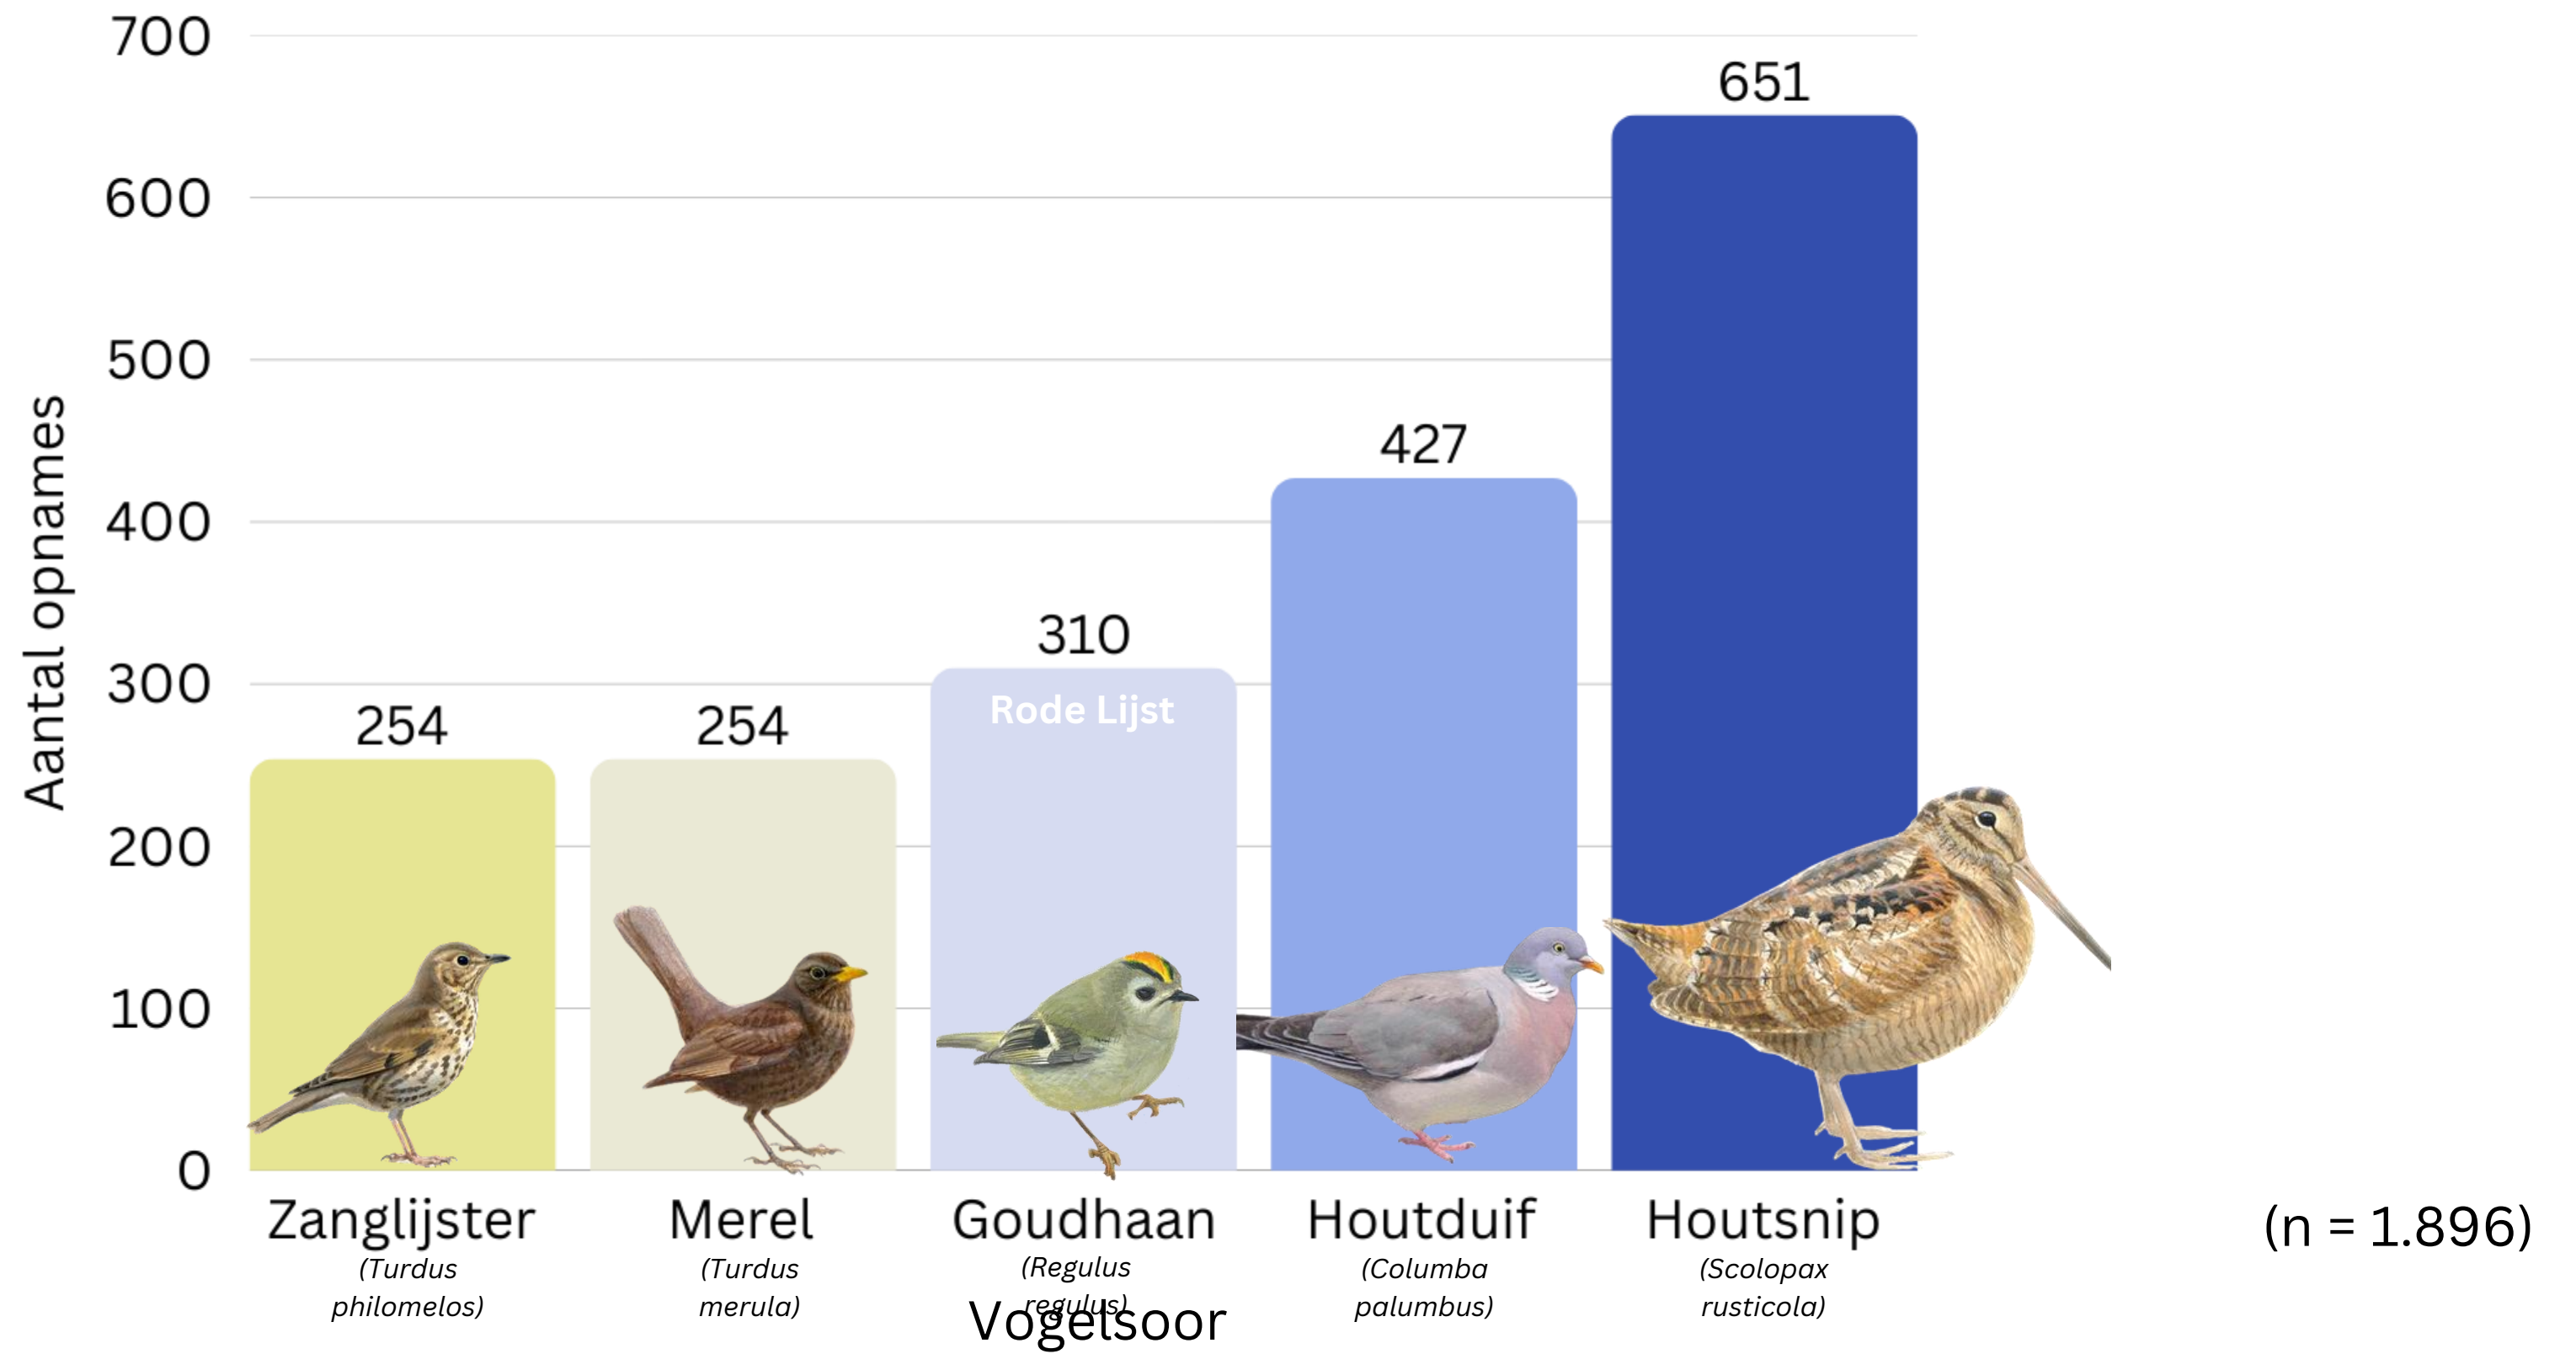 700
600
500
400
300
200
100
0
Aantal opnames
254
254
310
427
651
Rode Lijst
Zanglijster
(Turdus
philomelos)
Merel
(Turdus
merula)
Goudhaan
(Regulus
regulus)
Houtduif
(Columba
palumbus)
Houtsnip
(Scolopax
rusticola)
Vogelsoor
(n = 1.896)